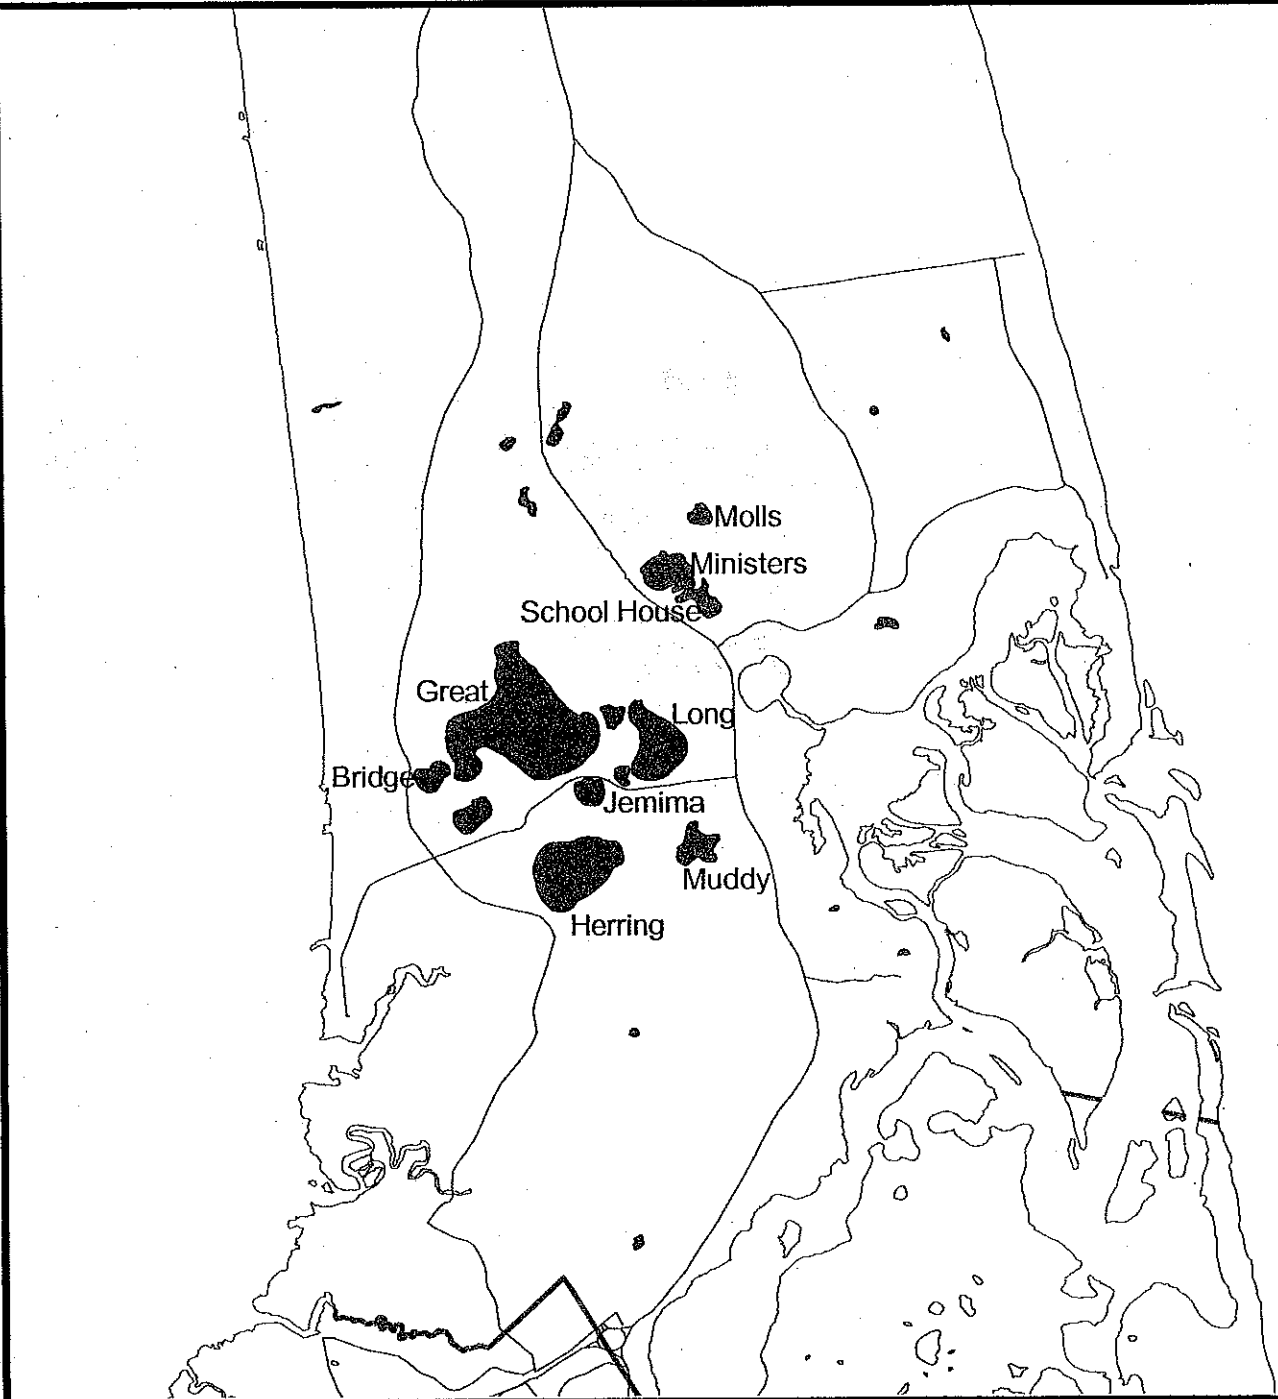 Molls
Ministers
School House
Great
Long
Bridge
Jemima
Muddy
Herring